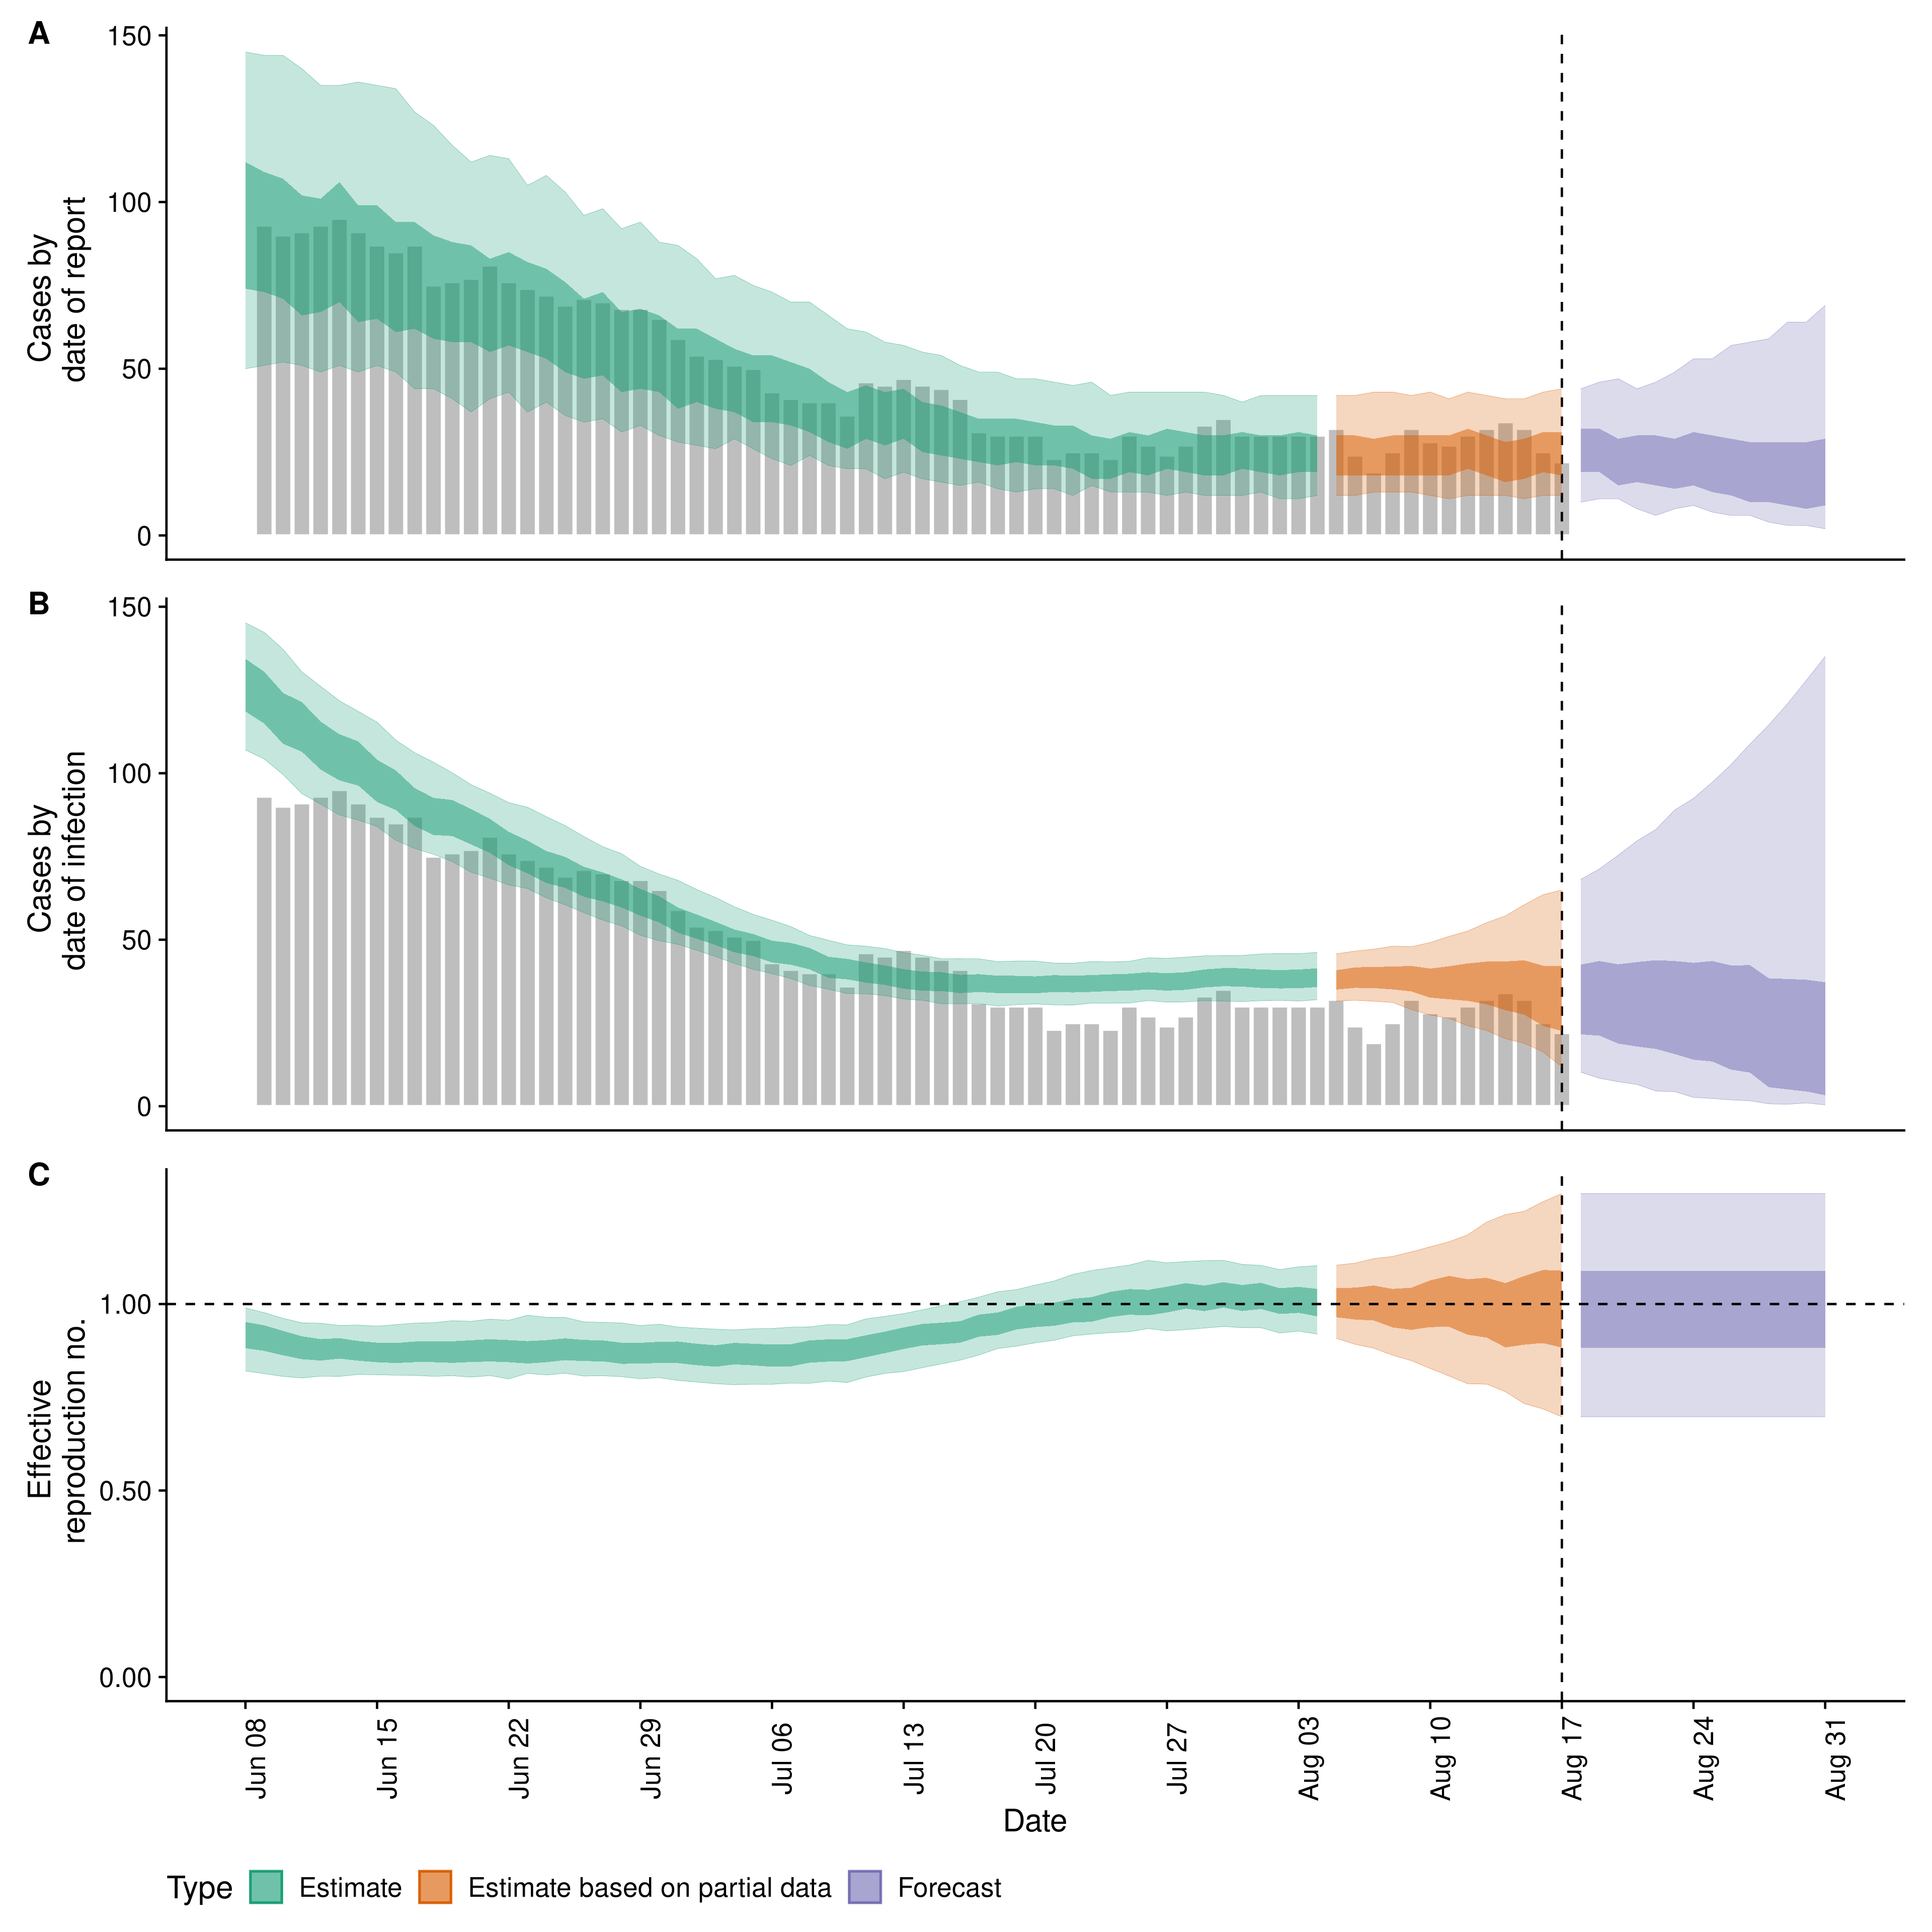 A
Cases by
date of report
150
100
50
0
B
Cases by
date of infection
150
100
50
0
C
Effective
reproduction no.
1.00
0.50
0.00
Jun 08
Jun 15
Jun 22
Jun 29
Jul 06
Jul 13
Jul 20
Jul 27
Aug 03
Aug 10
Aug 17
Aug 24
Aug 31
Date
Type Estimate Estimate based on partial data Forecast